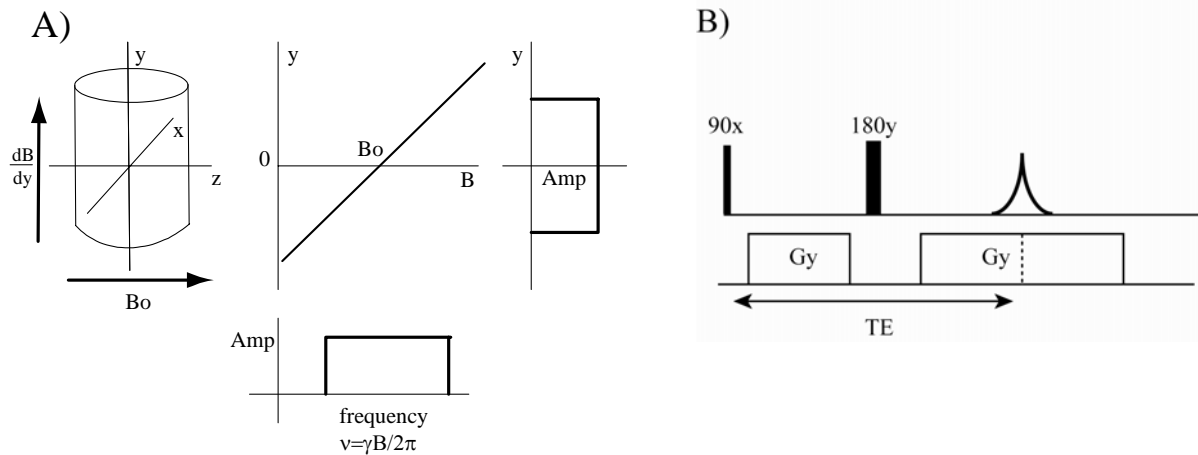 A)
y
x
z
dB
dy
Bo
y
0
Bo
B
y
Amp
Amp
frequency
ν=γB/2π
B)
90x
180y
Gy
Gy
TE